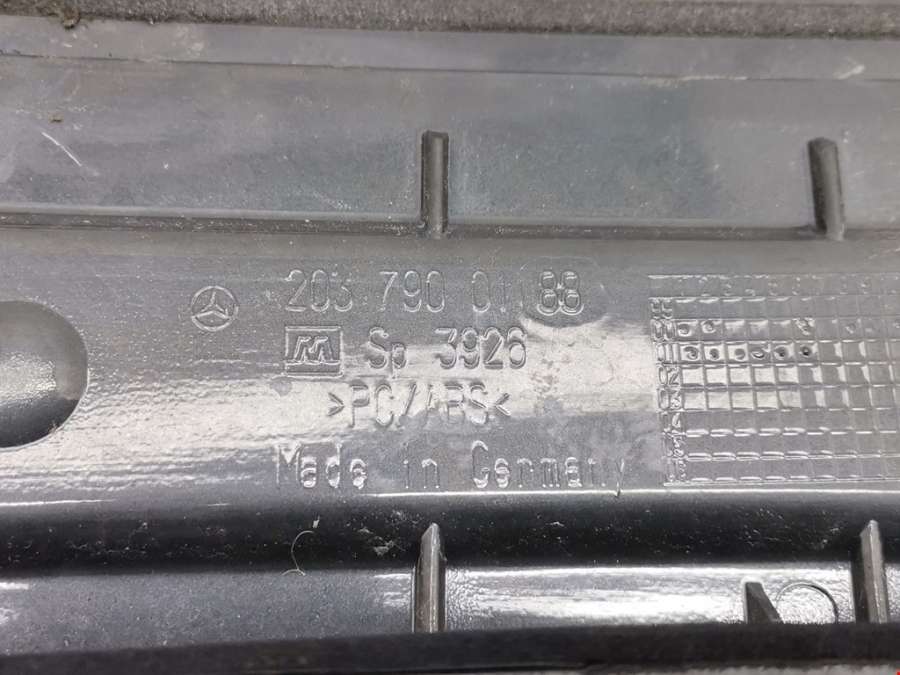 203 790 01 88
M Sp 3926
>PC/ABS<
Made in Germany